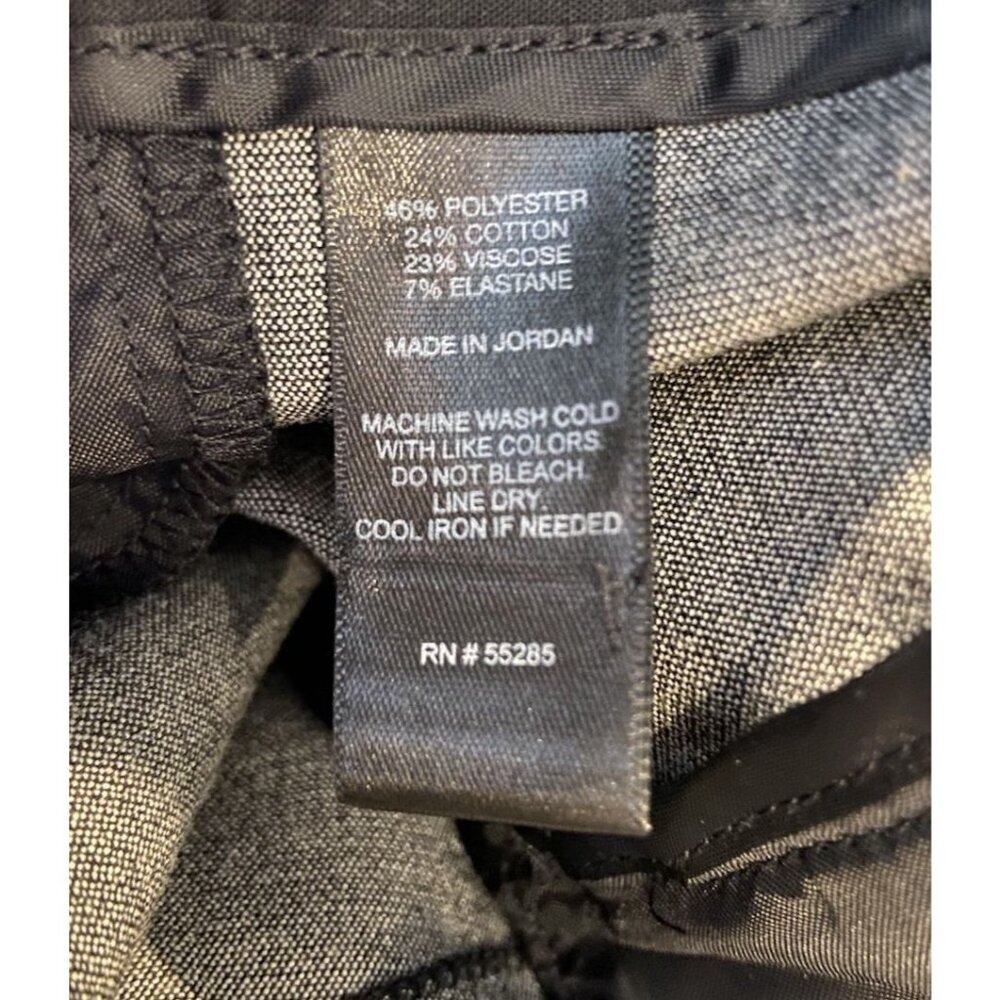 46% POLYESTER
24% COTTON
23% VISCOSE
7% ELASTANE
MADE IN JORDAN
MACHINE WASH COLD
WITH LIKE COLORS.
DO NOT BLEACH.
LINE DRY.
COOL IRON IF NEEDED
RN # 55285